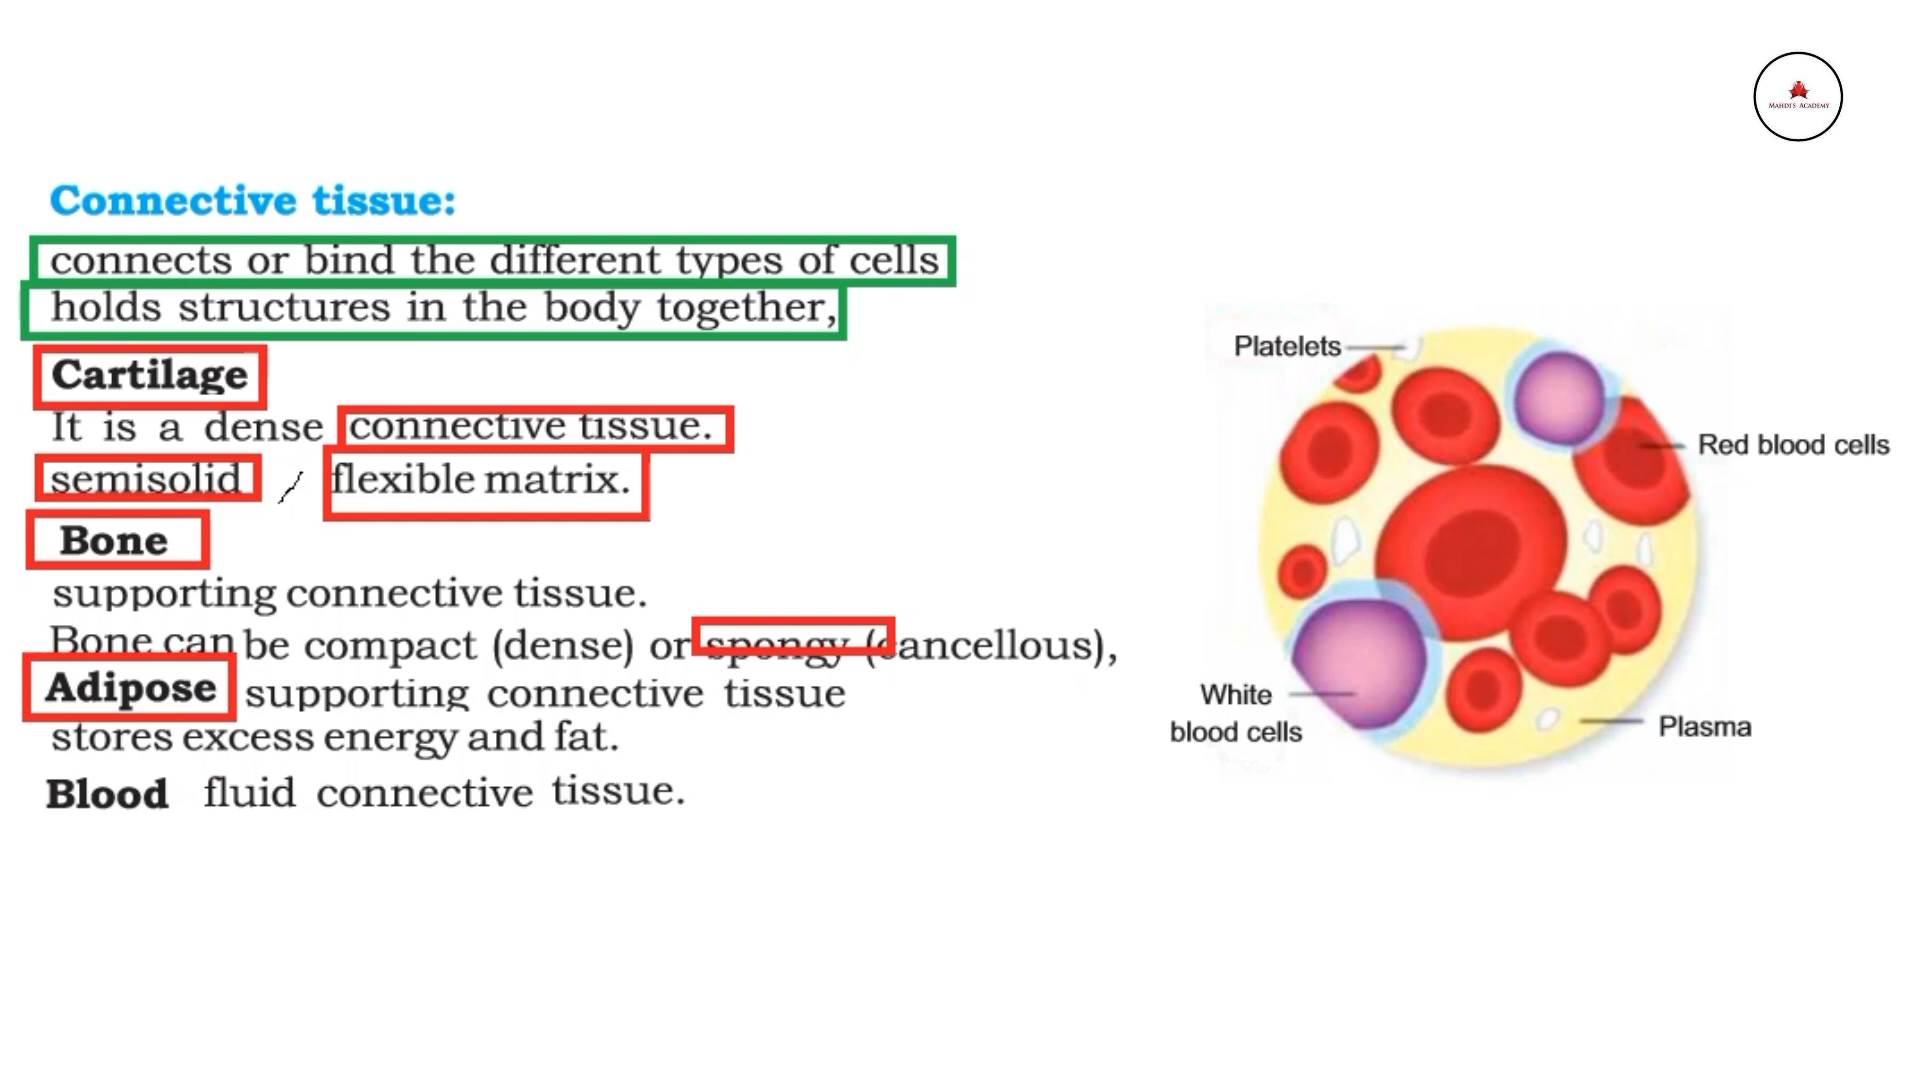 MAHDI'S ACADEMY
Connective tissue:
connects or bind the different types of cells
holds structures in the body together,
Cartilage
It is a dense connective tissue.
semisolid / flexible matrix.
Bone
supporting connective tissue.
Bone can be compact (dense) or spongy (cancellous),
Adipose supporting connective tissue
stores excess energy and fat.
Blood fluid connective tissue.
Platelets
Red blood cells
White
blood cells
Plasma